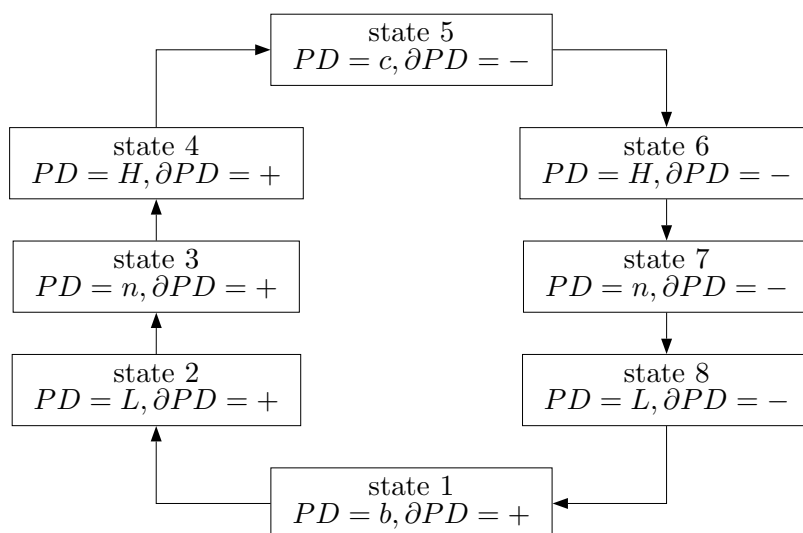 state 5
PD = c, ∂PD = −
state 4
PD = H, ∂PD = +
state 6
PD = H, ∂PD = −
state 3
PD = n, ∂PD = +
state 7
PD = n, ∂PD = −
state 2
PD = L, ∂PD = +
state 8
PD = L, ∂PD = −
state 1
PD = b, ∂PD = +